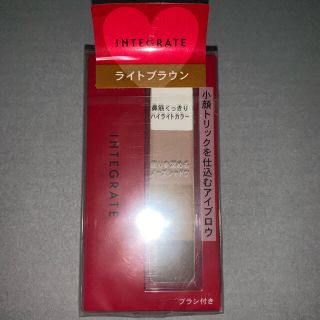 INTEGRATE
ライトブラウン
鼻筋くっきり
ハイライトカラー
小顔トリックを仕込むアイブロウ
INTEGRATE
ブラシ付き